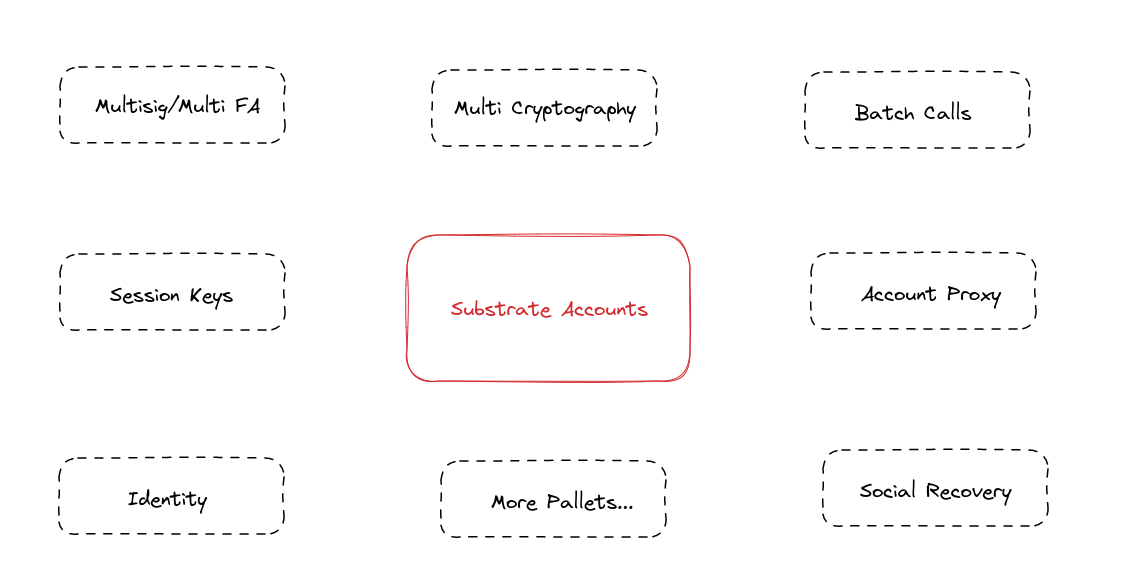 Multisig/Multi FA
Multi Cryptography
Batch Calls
Session Keys
Substrate Accounts
Account Proxy
Identity
More Pallets...
Social Recovery